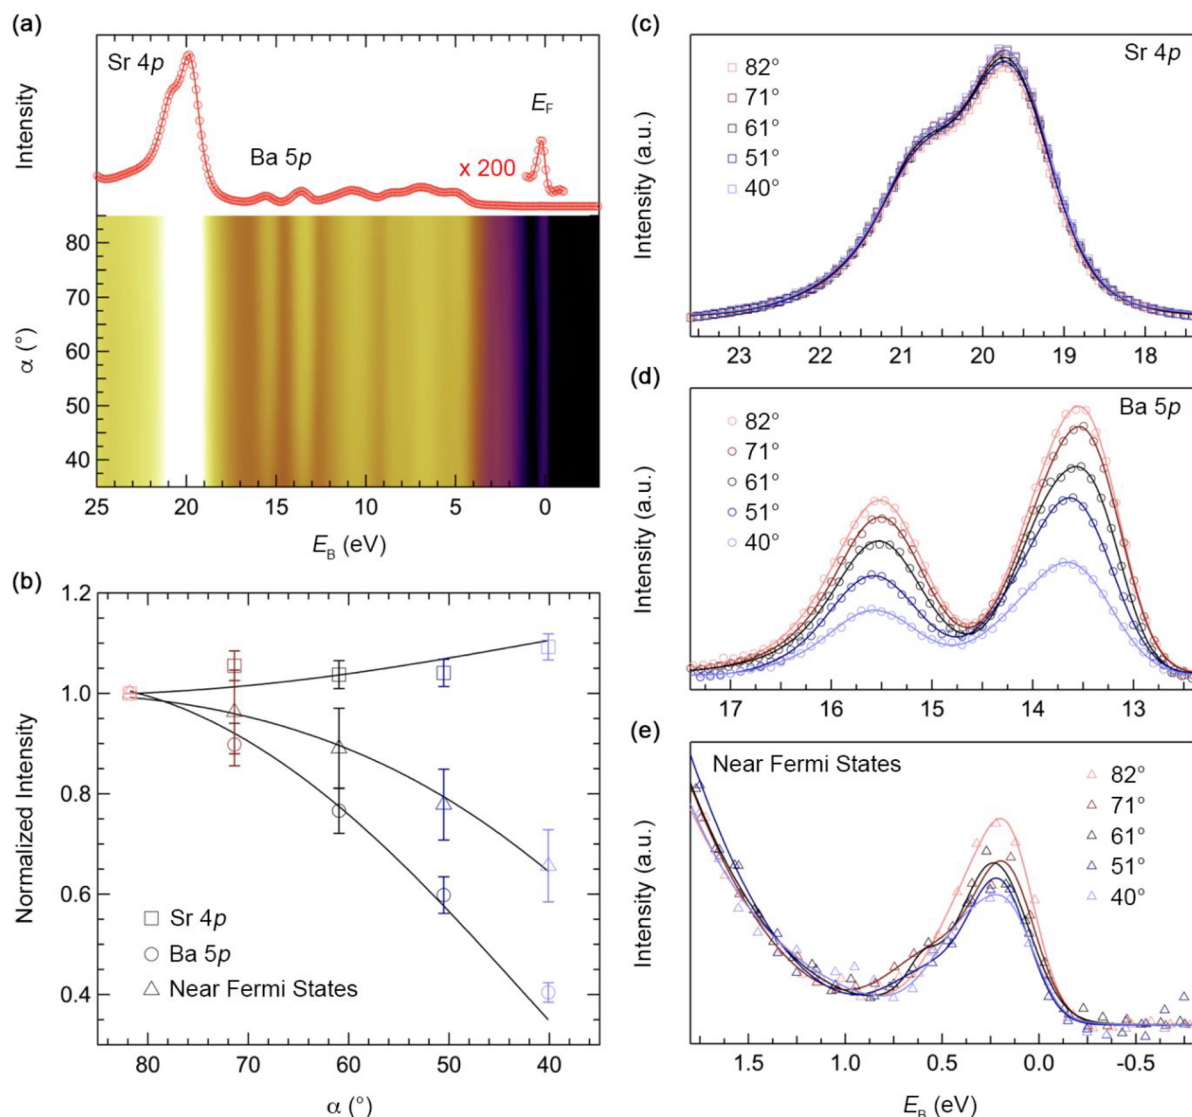 (a)
Intensity
Sr 4p
Ba 5p
x 200
E_F
α (°)
80
70
60
50
40
25 20 15 10 5 0
E_B (eV)
(b)
Normalized Intensity
1.2
1.0
0.8
0.6
0.4
Sr 4p
Ba 5p
Near Fermi States
80 70 60 50 40
α (°)
(c)
Intensity (a.u.)
Sr 4p
82°
71°
61°
51°
40°
23 22 21 20 19 18
(d)
Intensity (a.u.)
Ba 5p
82°
71°
61°
51°
40°
17 16 15 14 13
(e)
Intensity (a.u.)
Near Fermi States
82°
71°
61°
51°
40°
1.5 1.0 0.5 0.0 -0.5
E_B (eV)